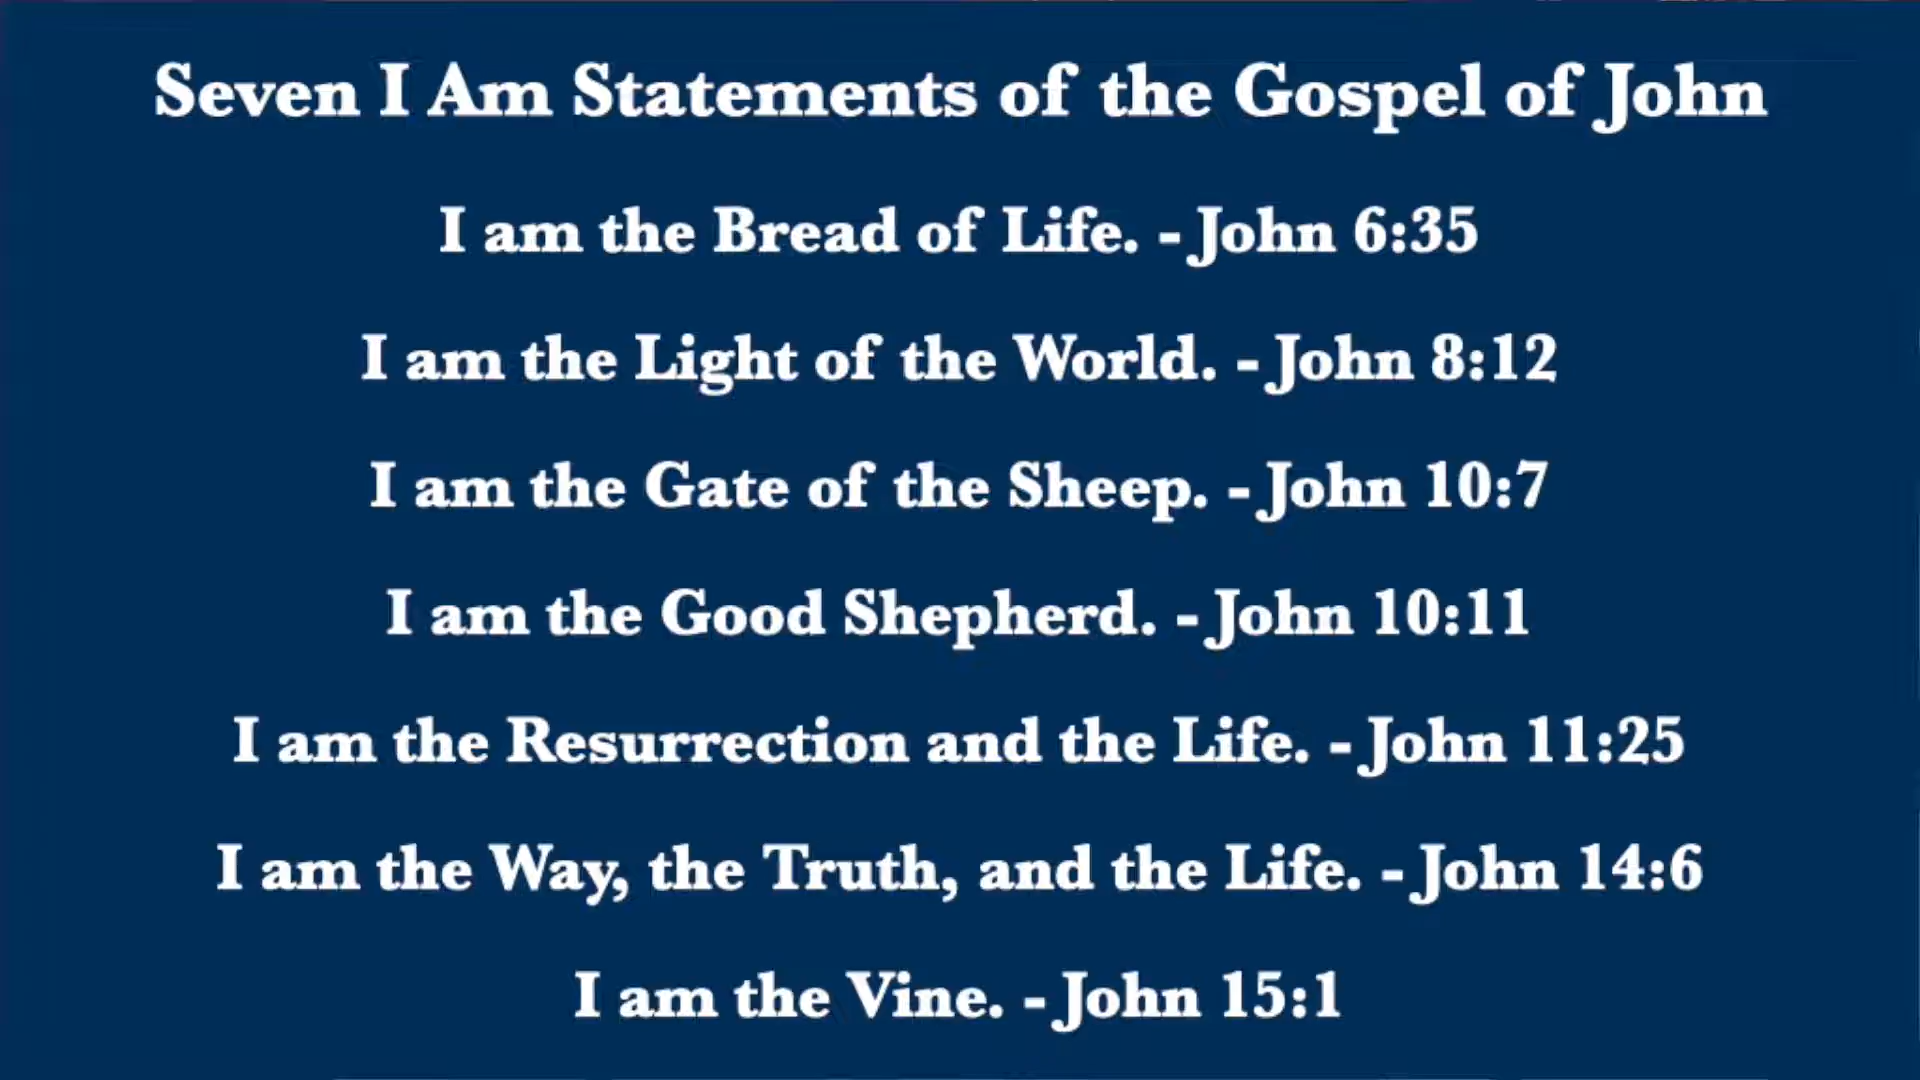 Seven I Am Statements of the Gospel of John
I am the Bread of Life. - John 6:35
I am the Light of the World. - John 8:12
I am the Gate of the Sheep. - John 10:7
I am the Good Shepherd. - John 10:11
I am the Resurrection and the Life. - John 11:25
I am the Way, the Truth, and the Life. - John 14:6
I am the Vine. - John 15:1